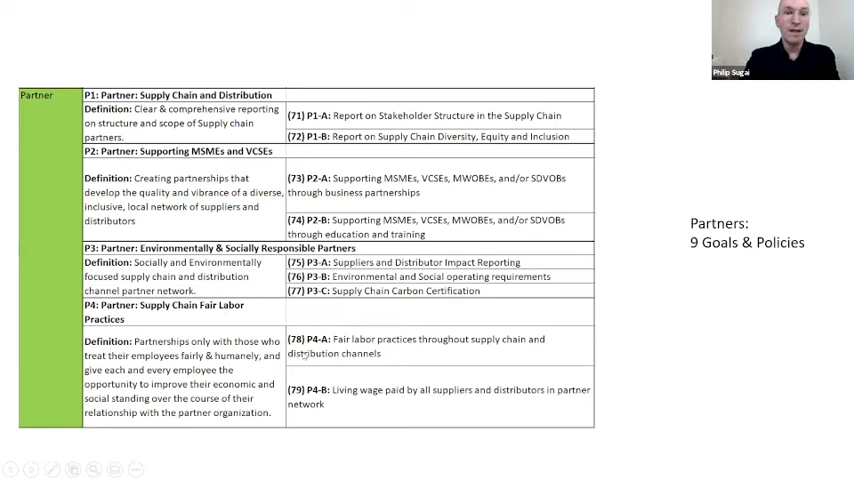 Philip Sugai
Partner
P1: Partner: Supply Chain and Distribution
Definition: Clear & comprehensive reporting
on structure and scope of Supply chain
partners.
(71) P1-A: Report on Stakeholder Structure in the Supply Chain
(72) P1-B: Report on Supply Chain Diversity, Equity and Inclusion
P2: Partner: Supporting MSMEs and VCSEs
Definition: Creating partnerships that
develop the quality and vibrance of a diverse,
inclusive, local network of suppliers and
distributors
(73) P2-A: Supporting MSMEs, VCSEs, MWOBEs, and/or SDVOBs
through business partnerships
(74) P2-B: Supporting MSMEs, VCSEs, MWOBEs, and/or SDVOBs
through education and training
P3: Partner: Environmentally & Socially Responsible Partners
Definition: Socially and Environmentally
focused supply chain and distribution
channel partner network.
(75) P3-A: Suppliers and Distributor Impact Reporting
(76) P3-B: Environmental and Social operating requirements
(77) P3-C: Supply Chain Carbon Certification
P4: Partner: Supply Chain Fair Labor
Practices
Definition: Partnerships only with those who
treat their employees fairly & humanely, and
give each and every employee the
opportunity to improve their economic and
social standing over the course of their
relationship with the partner organization.
(78) P4-A: Fair labor practices throughout supply chain and
distribution channels
(79) P4-B: Living wage paid by all suppliers and distributors in partner
network
Partners:
9 Goals & Policies